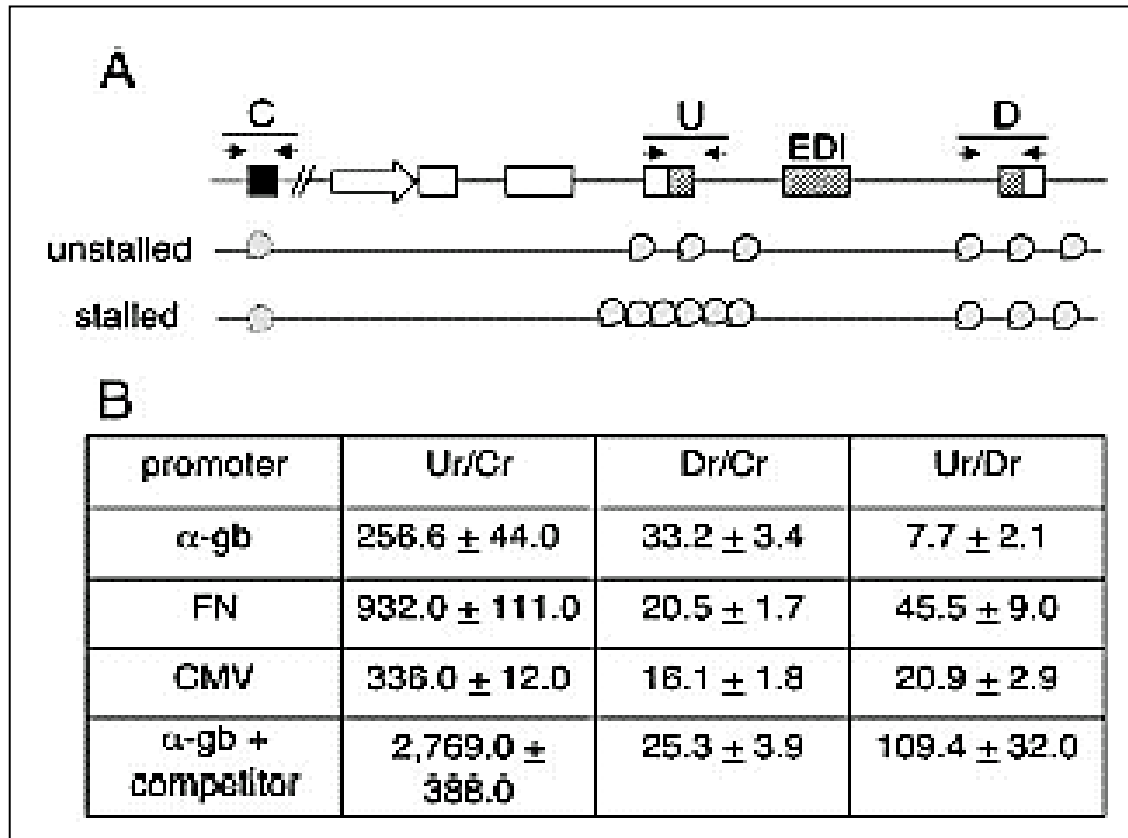 A
C U D
EDI
unstalled
stalled
B
promoter Ur/Cr Dr/Cr Ur/Dr
α-gb 256.6 ± 44.0 33.2 ± 3.4 7.7 ± 2.1
FN 932.0 ± 111.0 20.5 ± 1.7 45.5 ± 9.0
CMV 336.0 ± 12.0 16.1 ± 1.8 20.9 ± 2.9
α-gb + competitor 2,769.0 ± 388.0 25.3 ± 3.9 109.4 ± 32.0